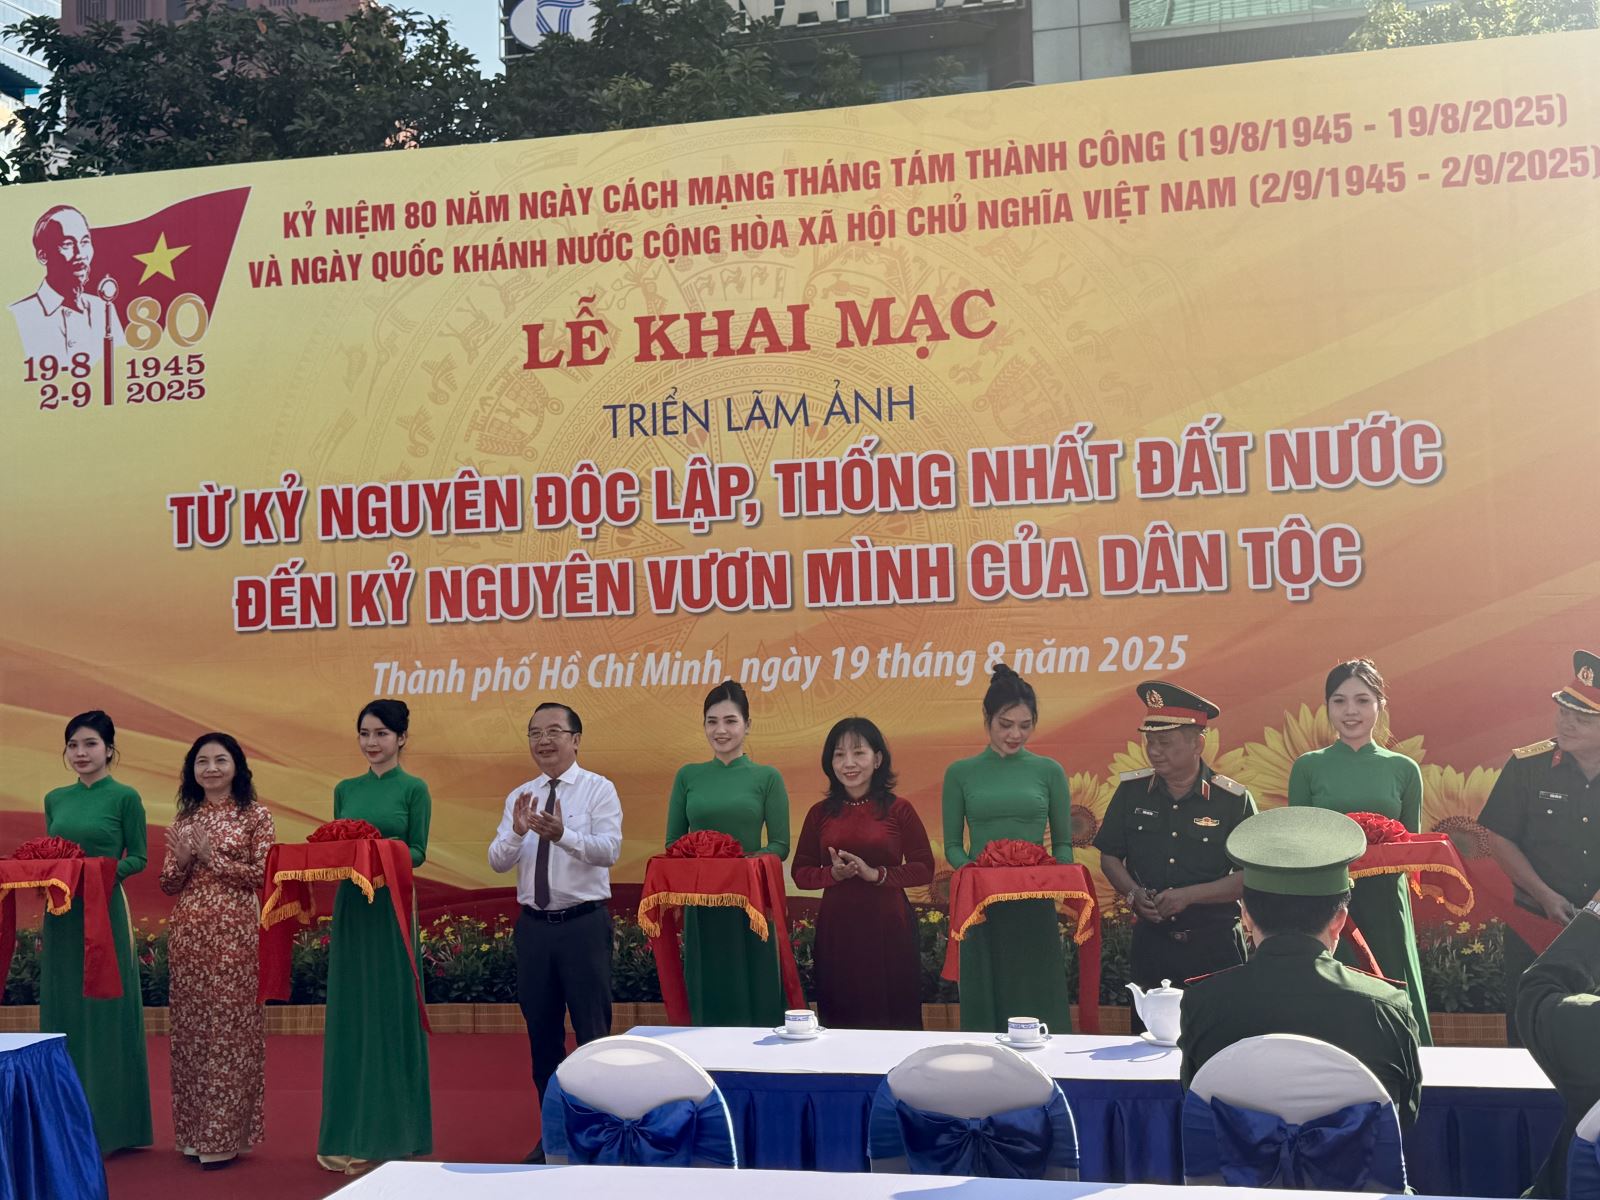 KỶ NIỆM 80 NĂM NGÀY CÁCH MẠNG THÁNG TÁM THÀNH CÔNG (19/8/1945 - 19/8/2025)
VÀ NGÀY QUỐC KHÁNH NƯỚC CỘNG HÒA XÃ HỘI CHỦ NGHĨA VIỆT NAM (2/9/1945 - 2/9/2025)
80
19-8 1945
2-9 2025
LỄ KHAI MẠC
TRIỂN LÃM ẢNH
TỪ KỶ NGUYÊN ĐỘC LẬP, THỐNG NHẤT ĐẤT NƯỚC
ĐẾN KỶ NGUYÊN VƯƠN MÌNH CỦA DÂN TỘC
Thành phố Hồ Chí Minh, ngày 19 tháng 8 năm 2025